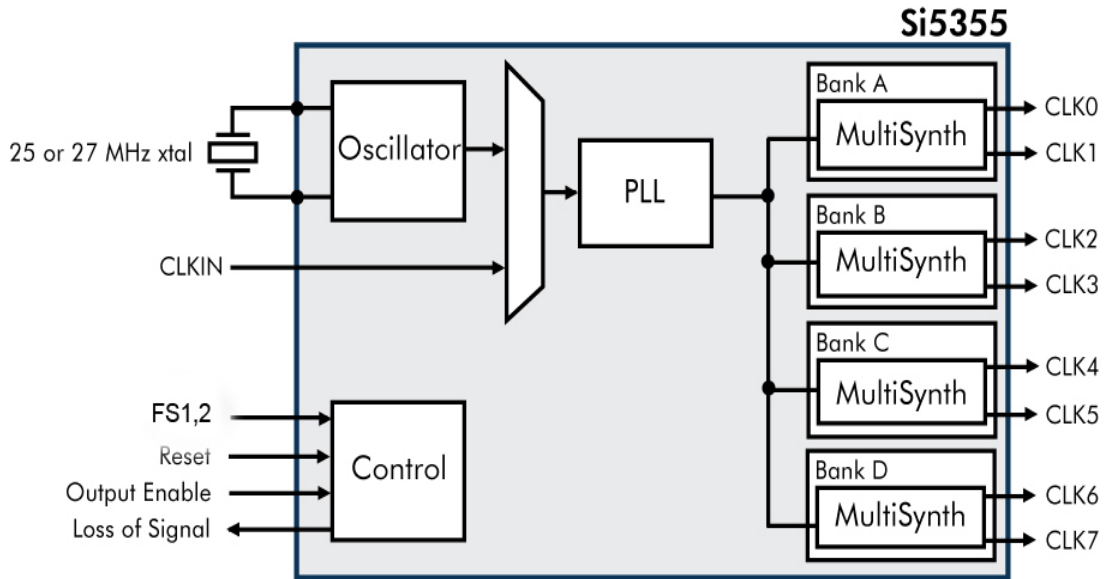 Si5355
Bank A
MultiSynth
CLK0
CLK1
Oscillator
25 or 27 MHz xtal
PLL
Bank B
MultiSynth
CLK2
CLK3
CLKIN
Bank C
MultiSynth
CLK4
CLK5
FS1,2
Reset
Output Enable
Loss of Signal
Control
Bank D
MultiSynth
CLK6
CLK7